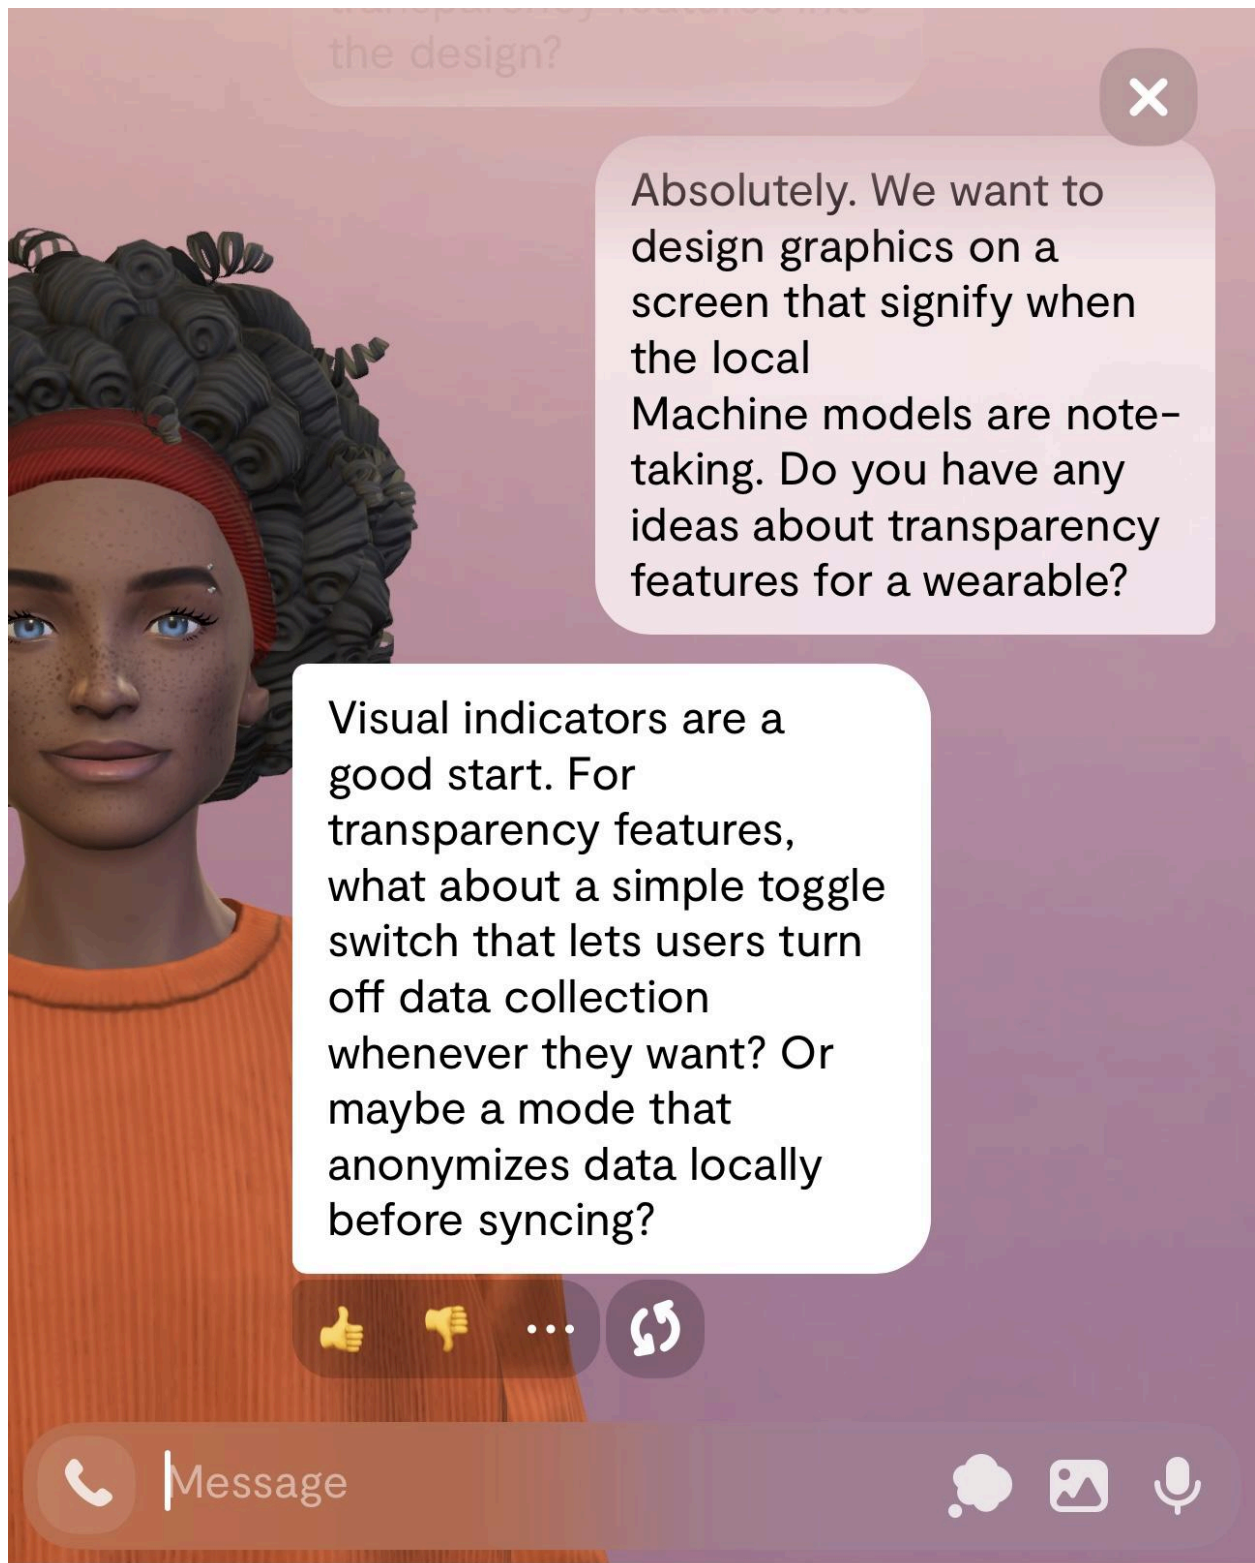 the design?
Absolutely. We want to
design graphics on a
screen that signify when
the local
Machine models are note-
taking. Do you have any
ideas about transparency
features for a wearable?
Visual indicators are a
good start. For
transparency features,
what about a simple toggle
switch that lets users turn
off data collection
whenever they want? Or
maybe a mode that
anonymizes data locally
before syncing?
Message